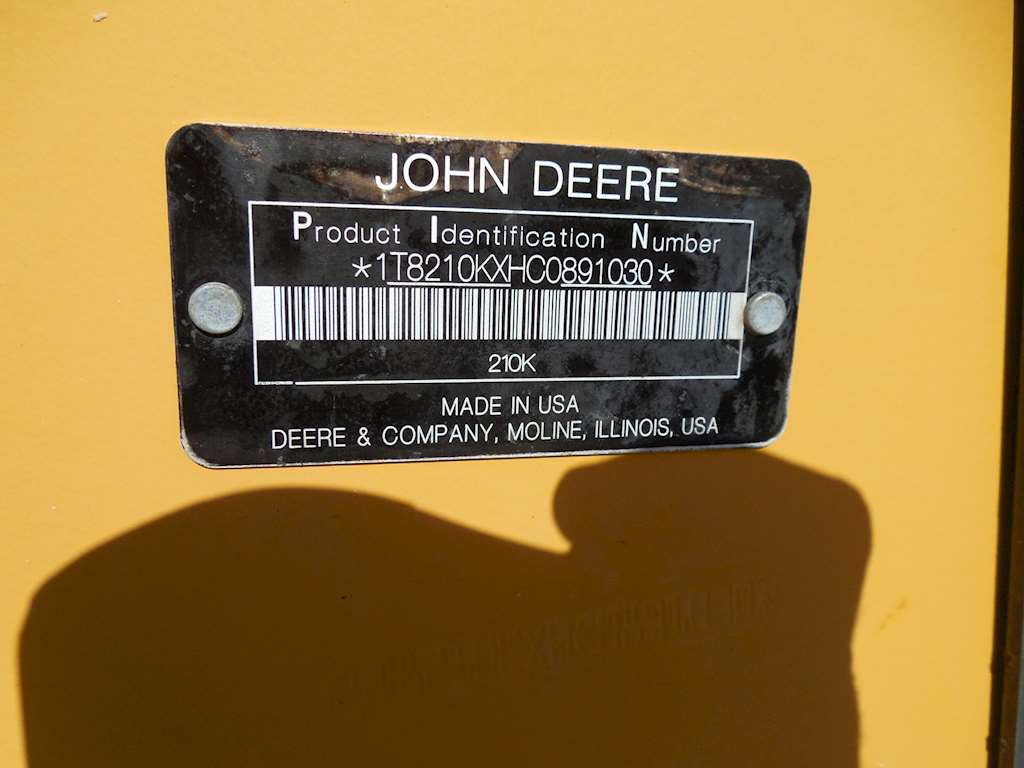 JOHN DEERE
Product Identification Number
*1T8210KXHC0891030*
210K
MADE IN USA
DEERE & COMPANY, MOLINE, ILLINOIS, USA